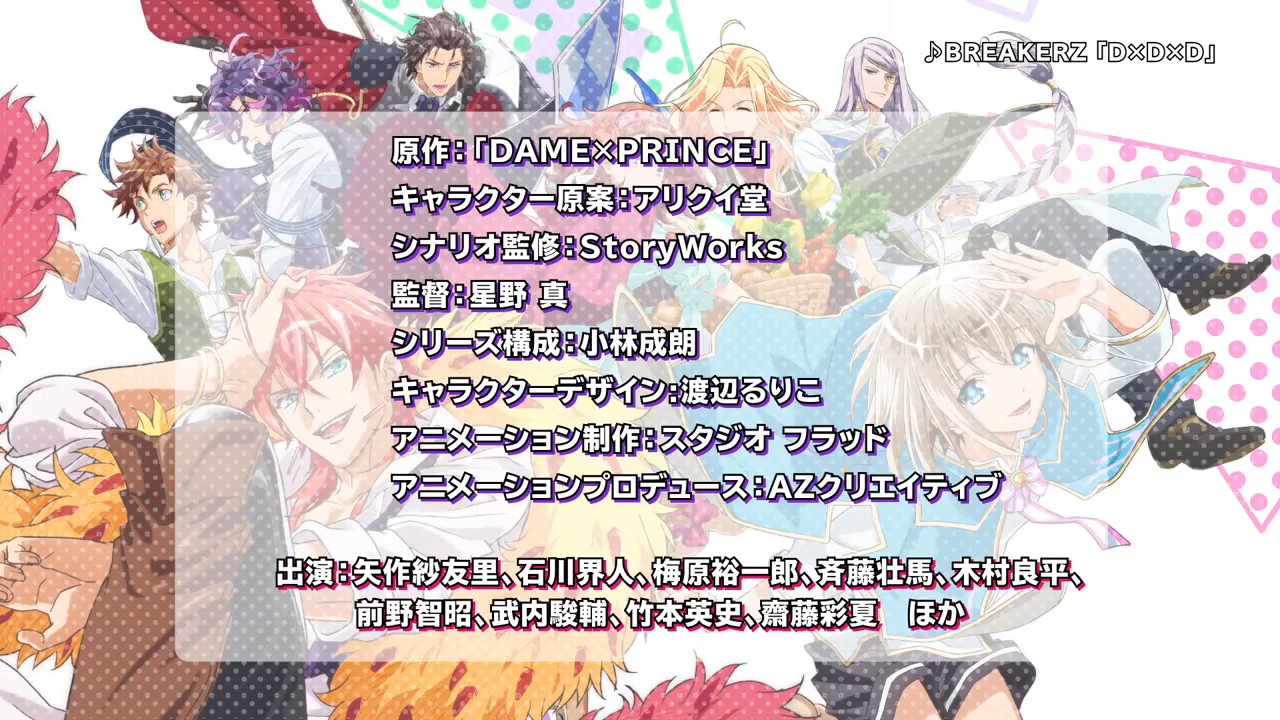 ♪BREAKERZ「D×D×D」
原作：「DAME×PRINCE」
キャラクター原案：アリクイ堂
シナリオ監修：StoryWorks
監督：星野 真
シリーズ構成：小林成朗
キャラクターデザイン：渡辺るりこ
アニメーション制作：スタジオ フラッド
アニメーションプロデュース：AZクリエイティブ
出演：矢作紗友里、石川界人、梅原裕一郎、斉藤壮馬、木村良平、
前野智昭、武内駿輔、竹本英史、齋藤彩夏　ほか